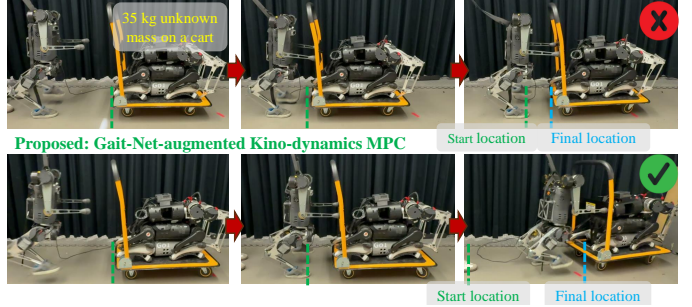 35 kg unknown
mass on a cart
Start location
Final location
Proposed: Gait-Net-augmented Kino-dynamics MPC
Start location
Final location